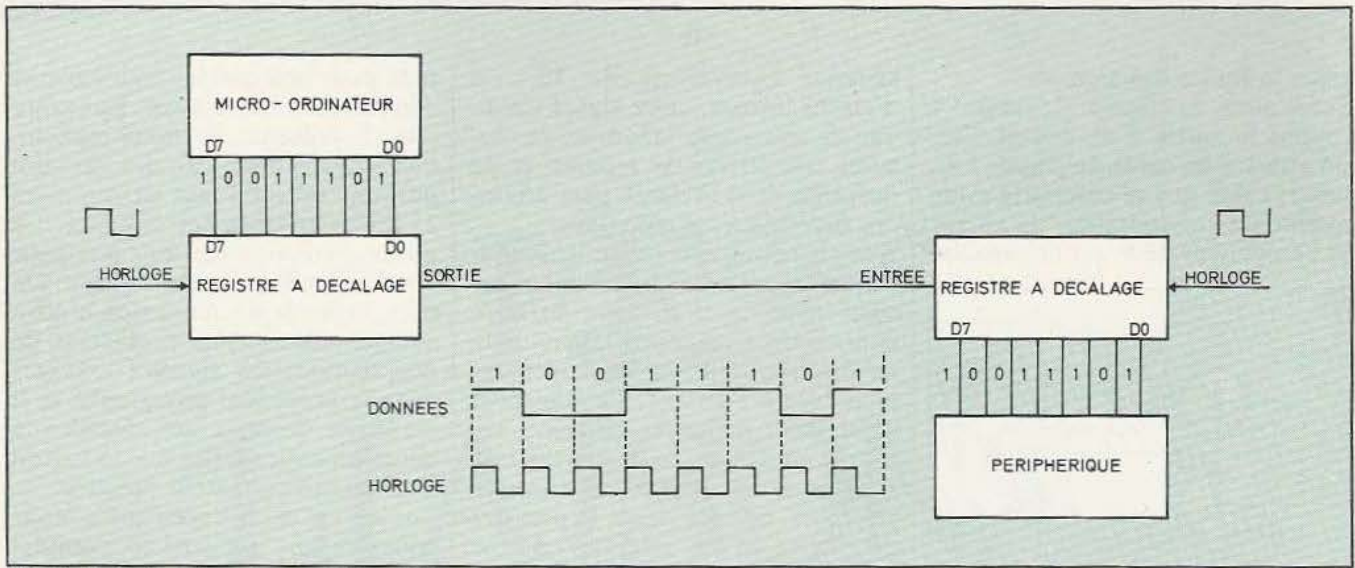 MICRO-ORDINATEUR
D7 D0
1 0 0 1 1 1 0 1
D7 D0
HORLOGE
REGISTRE A DECALAGE
SORTIE
ENTREE
REGISTRE A DECALAGE
HORLOGE
D7 D0
1 0 0 1 1 1 0 1
PERIPHERIQUE
1 0 0 1 1 1 0 1
DONNEES
HORLOGE